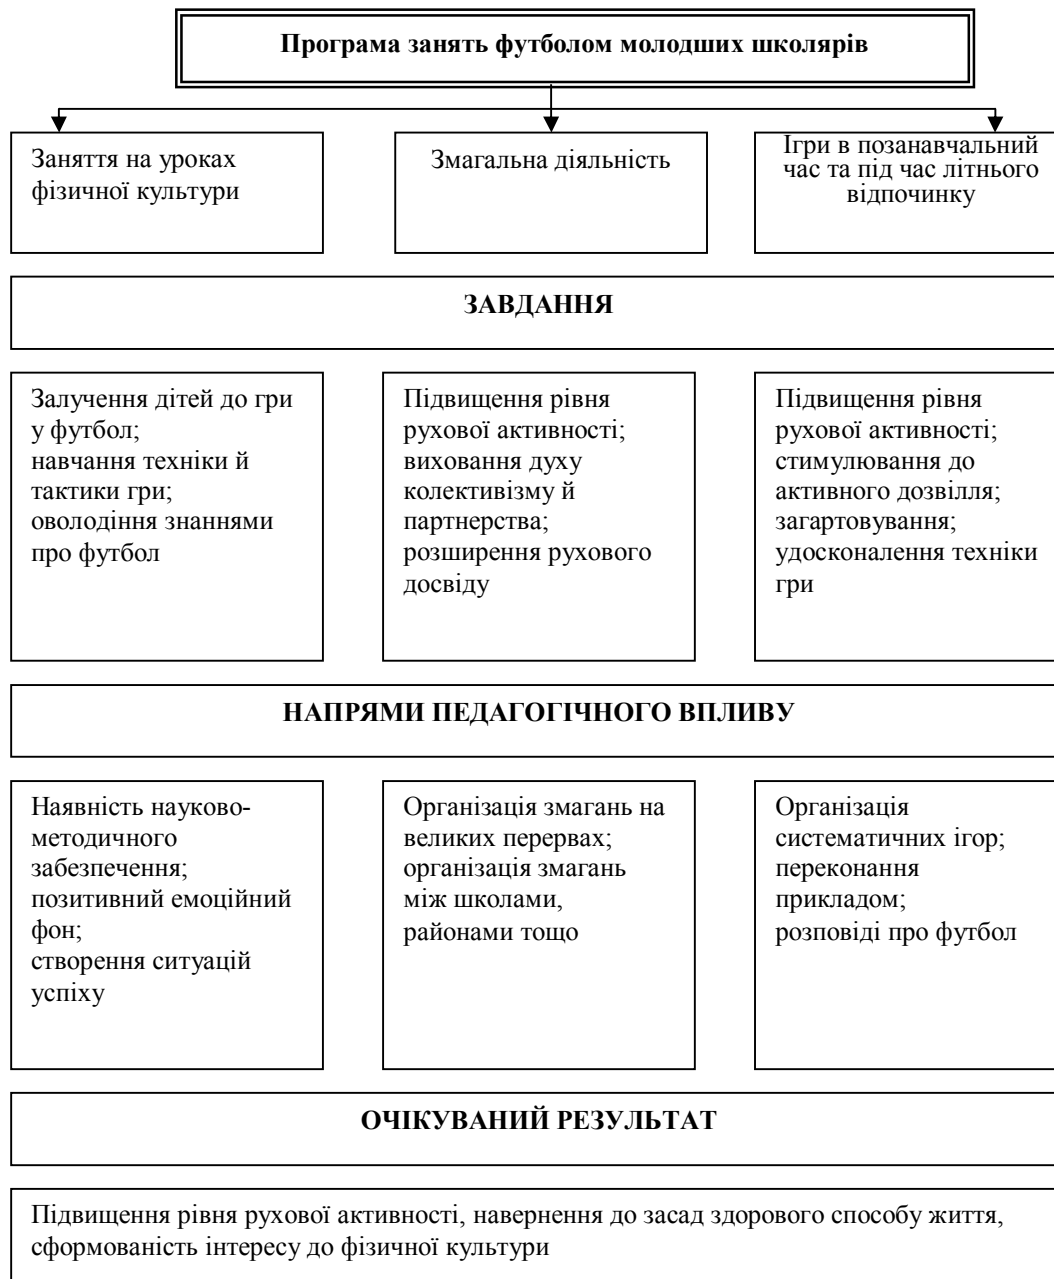 Програма занять футболом молодших школярів
Заняття на уроках
фізичної культури
Змагальна діяльність
Ігри в позанавчальний
час та під час літнього
відпочинку
ЗАВДАННЯ
Залучення дітей до гри
у футбол;
навчання техніки й
тактики гри;
оволодіння знаннями
про футбол
Підвищення рівня
рухової активності;
виховання духу
колективізму й
партнерства;
розширення рухового
досвіду
Підвищення рівня
рухової активності;
стимулювання до
активного дозвілля;
загартовування;
удосконалення техніки
гри
НАПРЯМИ ПЕДАГОГІЧНОГО ВПЛИВУ
Наявність науково-
методичного
забезпечення;
позитивний емоційний
фон;
створення ситуацій
успіху
Організація змагань на
великих перервах;
організація змагань
між школами,
районами тощо
Організація
систематичних ігор;
переконання
прикладом;
розповіді про футбол
ОЧІКУВАНИЙ РЕЗУЛЬТАТ
Підвищення рівня рухової активності, навернення до засад здорового способу життя,
сформованість інтересу до фізичної культури